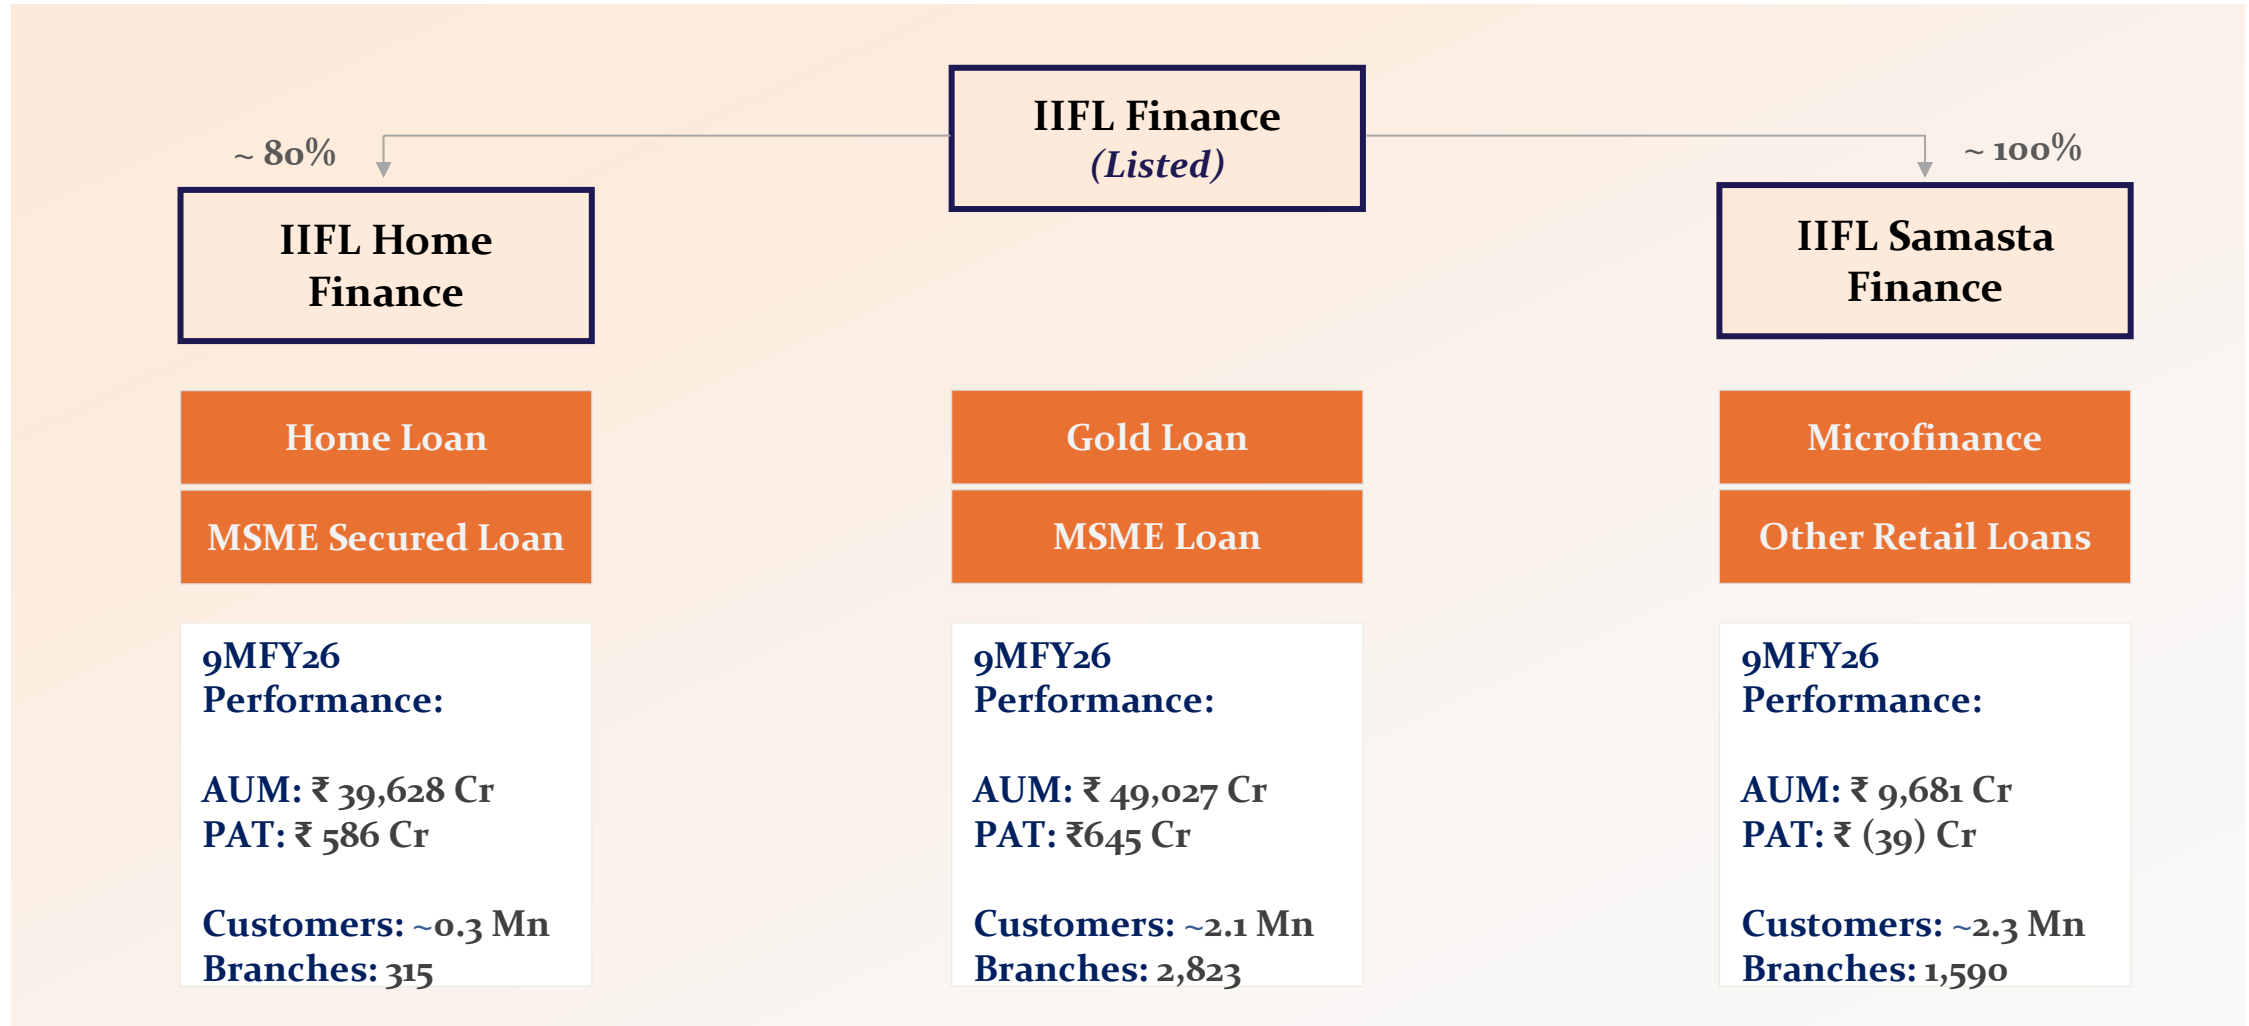 IIFL Finance
(Listed)
~ 80%
~ 100%
IIFL Home
Finance
IIFL Samasta
Finance
Home Loan
MSME Secured Loan
Gold Loan
MSME Loan
Microfinance
Other Retail Loans
9MFY26
Performance:
AUM: ₹ 39,628 Cr
PAT: ₹ 586 Cr
Customers: ~0.3 Mn
Branches: 315
9MFY26
Performance:
AUM: ₹ 49,027 Cr
PAT: ₹645 Cr
Customers: ~2.1 Mn
Branches: 2,823
9MFY26
Performance:
AUM: ₹ 9,681 Cr
PAT: ₹ (39) Cr
Customers: ~2.3 Mn
Branches: 1,590